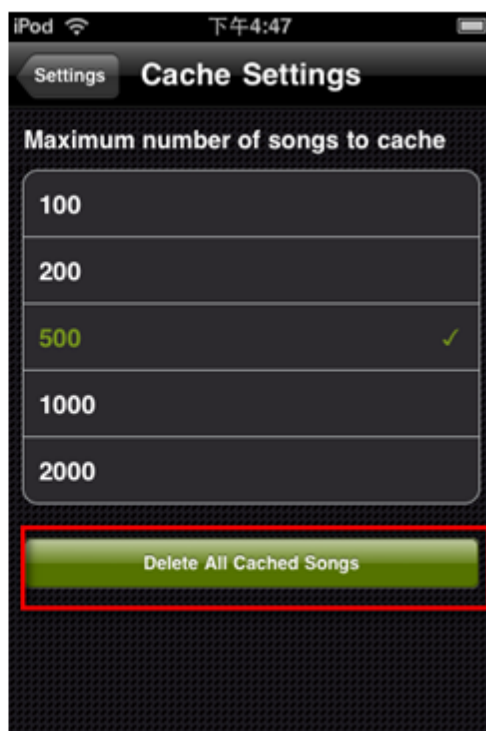 iPod 下午4:47
Settings Cache Settings
Maximum number of songs to cache
100
200
500 ✓
1000
2000
Delete All Cached Songs